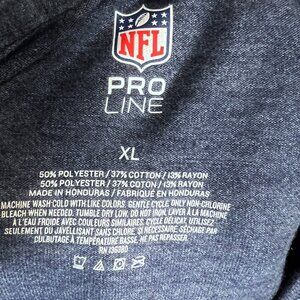 NFL
PRO
LINE
XL
50% POLYESTER / 37% COTTON / 13% RAYON
50% POLYESTER / 37% COTON / 13% RAYON
MADE IN HONDURAS / FABRIQUÉ EN HONDURAS
MACHINE WASH COLD WITH LIKE COLORS. GENTLE CYCLE. ONLY NON-CHLORINE
BLEACH WHEN NEEDED. TUMBLE DRY LOW. DO NOT IRON. LAVER À LA MACHINE
À L'EAU FROIDE AVEC COULEURS SIMILAIRES. CYCLE DÉLICAT. UTILISEZ
SEULEMENT DU JAVELLISANT SANS CHLORE SI NÉCESSAIRE. SÉCHAGE PAR
CULBUTAGE À TEMPÉRATURE BASSE. NE PAS REPASSER.